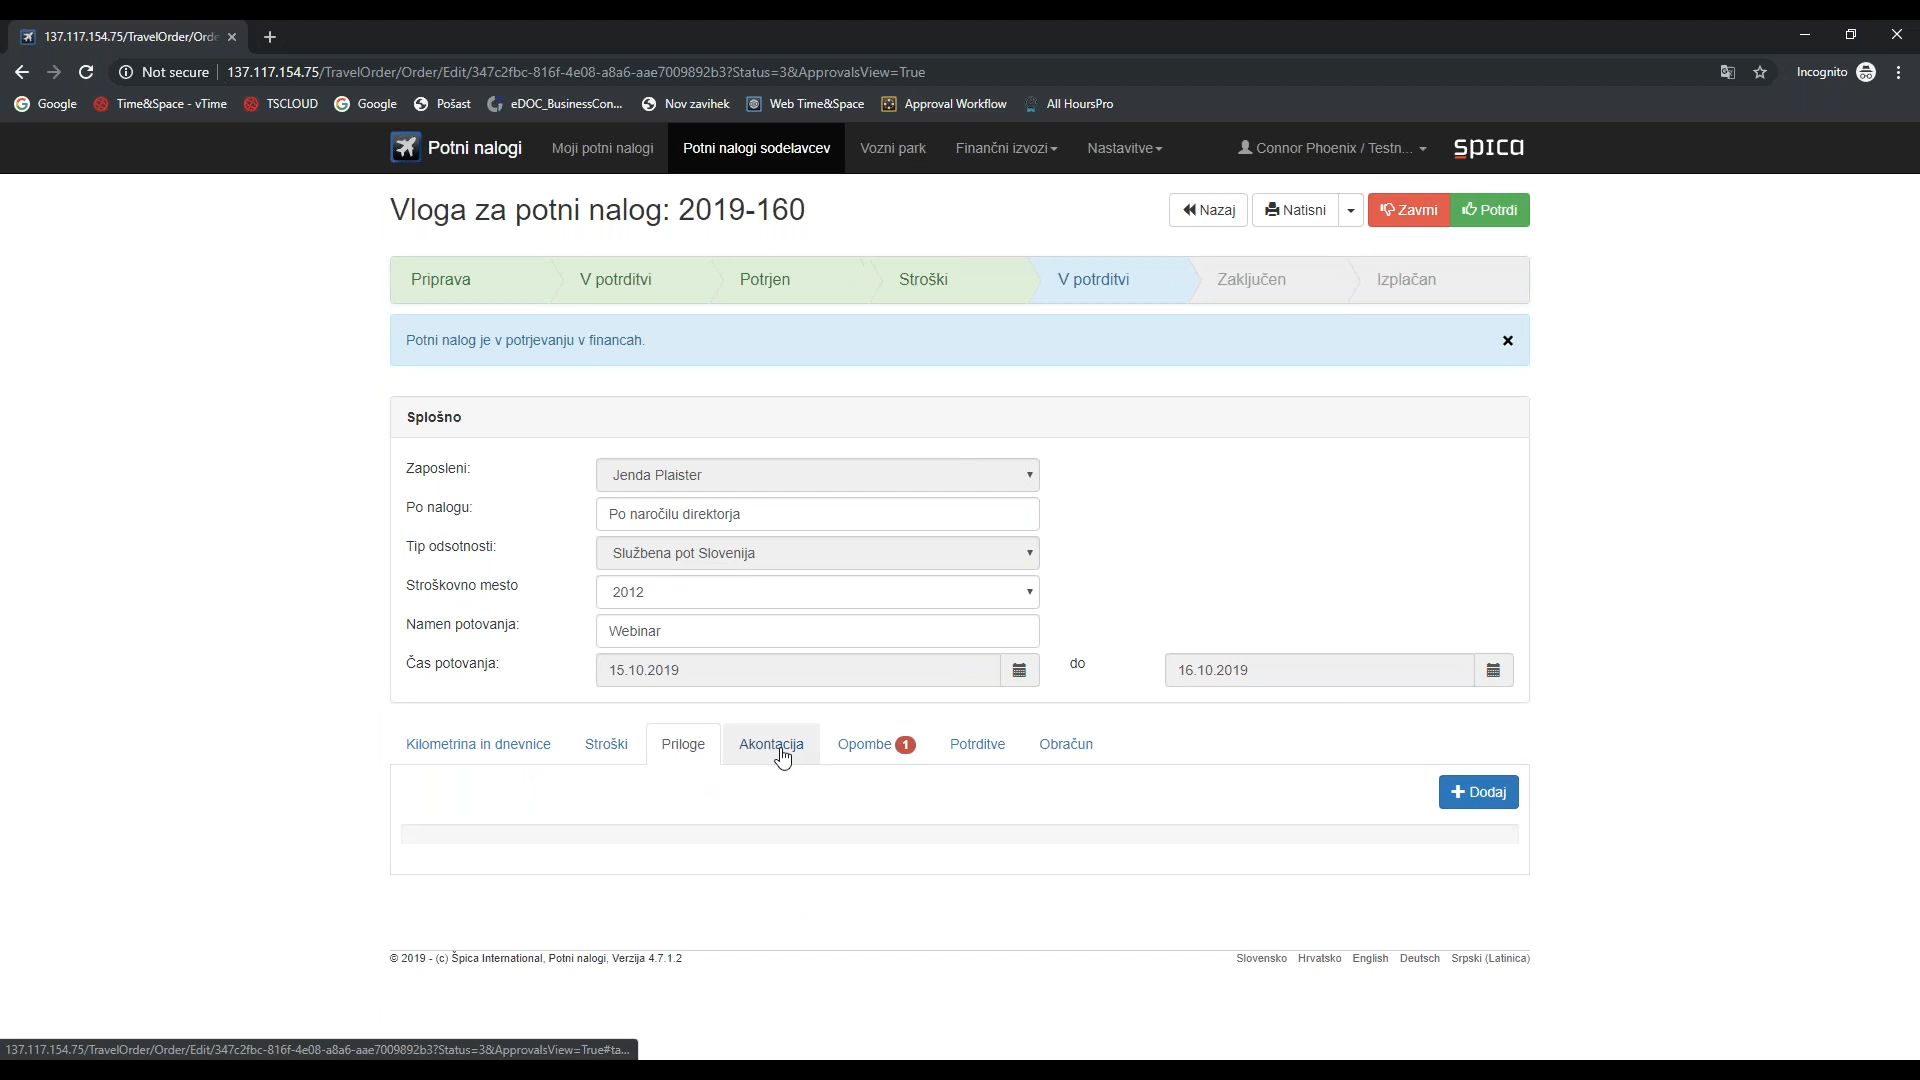 137.117.154.75/TravelOrder/Orde
Not secure 137.117.154.75/TravelOrder/Order/Edit/347c2fbc-816f-4e08-a8a6-aae7009892b3?Status=3&ApprovalsView=True Incognito
Google Time&Space - vTime TSCLOUD Google Pošast eDOC_BusinessCon... Nov zavihek Web Time&Space Approval Workflow All HoursPro
Potni nalogi Moji potni nalogi Potni nalogi sodelavcev Vozni park Finančni izvozi Nastavitve Connor Phoenix / Testn... spica
Vloga za potni nalog: 2019-160 Nazaj Natisni Zavrni Potrdi
Priprava V potrditvi Potrjen Stroški V potrditvi Zaključen Izplačan
Potni nalog je v potrjevanju v financah.
Splošno
Zaposleni: Jenda Plaister
Po nalogu: Po naročilu direktorja
Tip odsotnosti: Službena pot Slovenija
Stroškovno mesto 2012
Namen potovanja: Webinar
Čas potovanja: 15.10.2019 do 16.10.2019
Kilometrina in dnevnice Stroški Priloge Akontacija Opombe 1 Potrditve Obračun
Dodaj
© 2019 - (c) Špica International, Potni nalogi, Verzija 4.7.1.2 Slovensko Hrvatsko English Deutsch Srpski (Latinica)
137.117.154.75/TravelOrder/Order/Edit/347c2fbc-816f-4e08-a8a6-aae7009892b3?Status=3&ApprovalsView=True#ta...